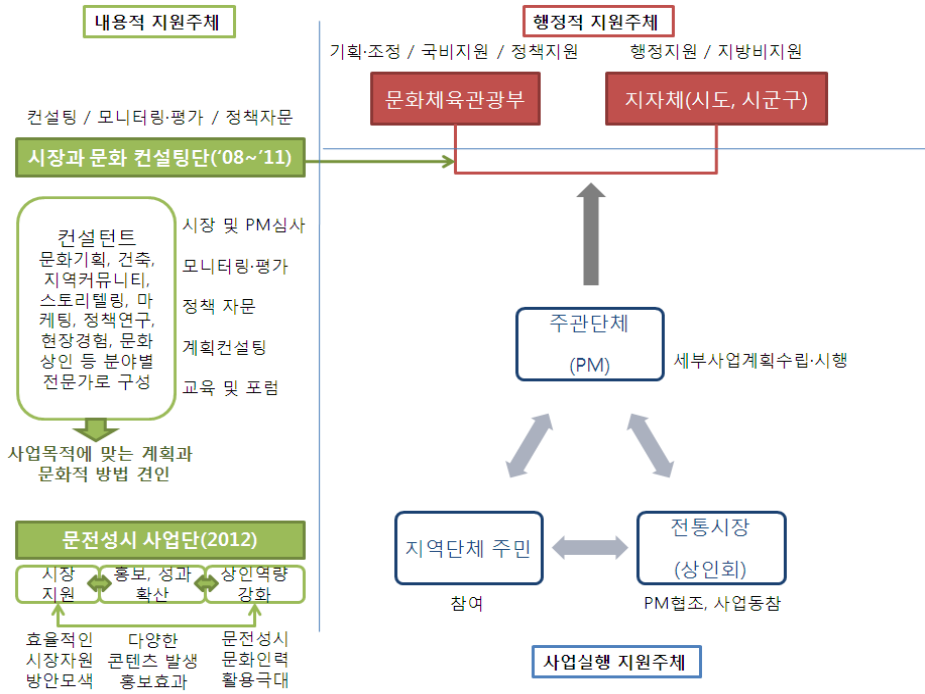 내용적 지원주체
컨설팅 / 모니터링·평가 / 정책자문
시장과 문화 컨설팅단('08~'11)
컨설턴트
문화기획, 건축,
지역커뮤니티,
스토리텔링, 마
케팅, 정책연구,
현장경험, 문화
상인 등 분야별
전문가로 구성
시장 및 PM심사
모니터링·평가
정책 자문
계획컨설팅
교육 및 포럼
사업목적에 맞는 계획과
문화적 방법 견인
문전성시 사업단(2012)
시장
지원
홍보, 성과
확산
상인역량
강화
효율적인
시장자원
방안모색
다양한
콘텐츠 발생
홍보효과
문전성시
문화인력
활용극대
행정적 지원주체
기획·조정 / 국비지원 / 정책지원
행정지원 / 지방비지원
문화체육관광부
지자체(시도, 시군구)
주관단체
(PM)
세부사업계획수립·시행
지역단체 주민
참여
전통시장
(상인회)
PM협조, 사업동참
사업실행 지원주체